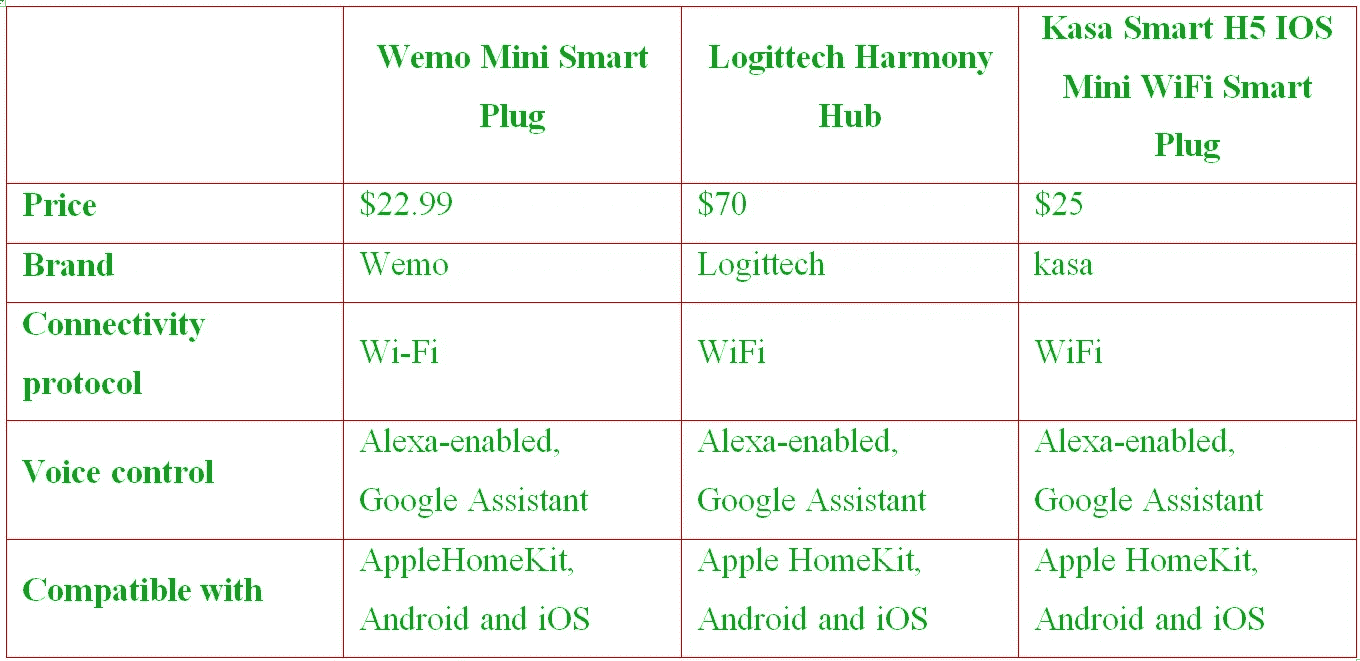 Wemo Mini Smart
Plug
Logittech Harmony
Hub
Kasa Smart H5 IOS
Mini WiFi Smart
Plug
Price
$22.99
$70
$25
Brand
Wemo
Logittech
kasa
Connectivity
protocol
Wi-Fi
WiFi
WiFi
Voice control
Alexa-enabled,
Google Assistant
Alexa-enabled,
Google Assistant
Alexa-enabled,
Google Assistant
Compatible with
AppleHomeKit,
Android and iOS
Apple HomeKit,
Android and iOS
Apple HomeKit,
Android and iOS